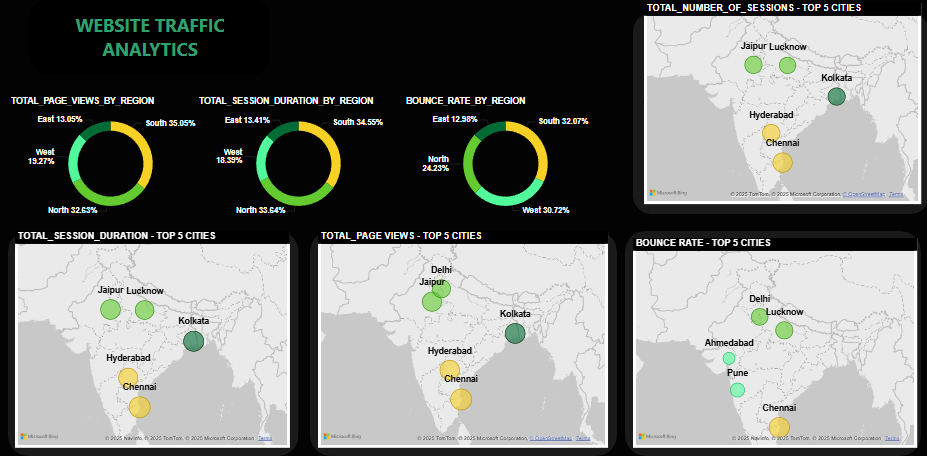 WEBSITE TRAFFIC
ANALYTICS
TOTAL_NUMBER_OF_SESSIONS - TOP 5 CITIES
Jaipur Lucknow
Kolkata
Hyderabad
Chennai
Microsoft Bing
© 2025 TomTom, © 2025 Microsoft Corporation, © OpenStreetMap Terms
TOTAL_PAGE_VIEWS_BY_REGION
East 13.05%
South 35.05%
West
19.27%
North 32.63%
TOTAL_SESSION_DURATION_BY_REGION
East 13.41%
South 34.55%
West
18.39%
North 33.64%
BOUNCE_RATE_BY_REGION
East 12.98%
South 32.07%
North
24.23%
West 30.72%
TOTAL_SESSION_DURATION - TOP 5 CITIES
Jaipur Lucknow
Kolkata
Hyderabad
Chennai
Microsoft Bing
© 2025 NavInfo, © 2025 TomTom, © 2025 Microsoft Corporation Terms
TOTAL_PAGE VIEWS - TOP 5 CITIES
Delhi
Jaipur
Kolkata
Hyderabad
Chennai
Microsoft Bing
© 2025 TomTom, © 2025 Microsoft Corporation, © OpenStreetMap Terms
BOUNCE RATE - TOP 5 CITIES
Delhi
Lucknow
Ahmedabad
Pune
Chennai
Microsoft Bing
© 2025 TomTom, © 2025 Microsoft Corporation, © OpenStreetMap Terms